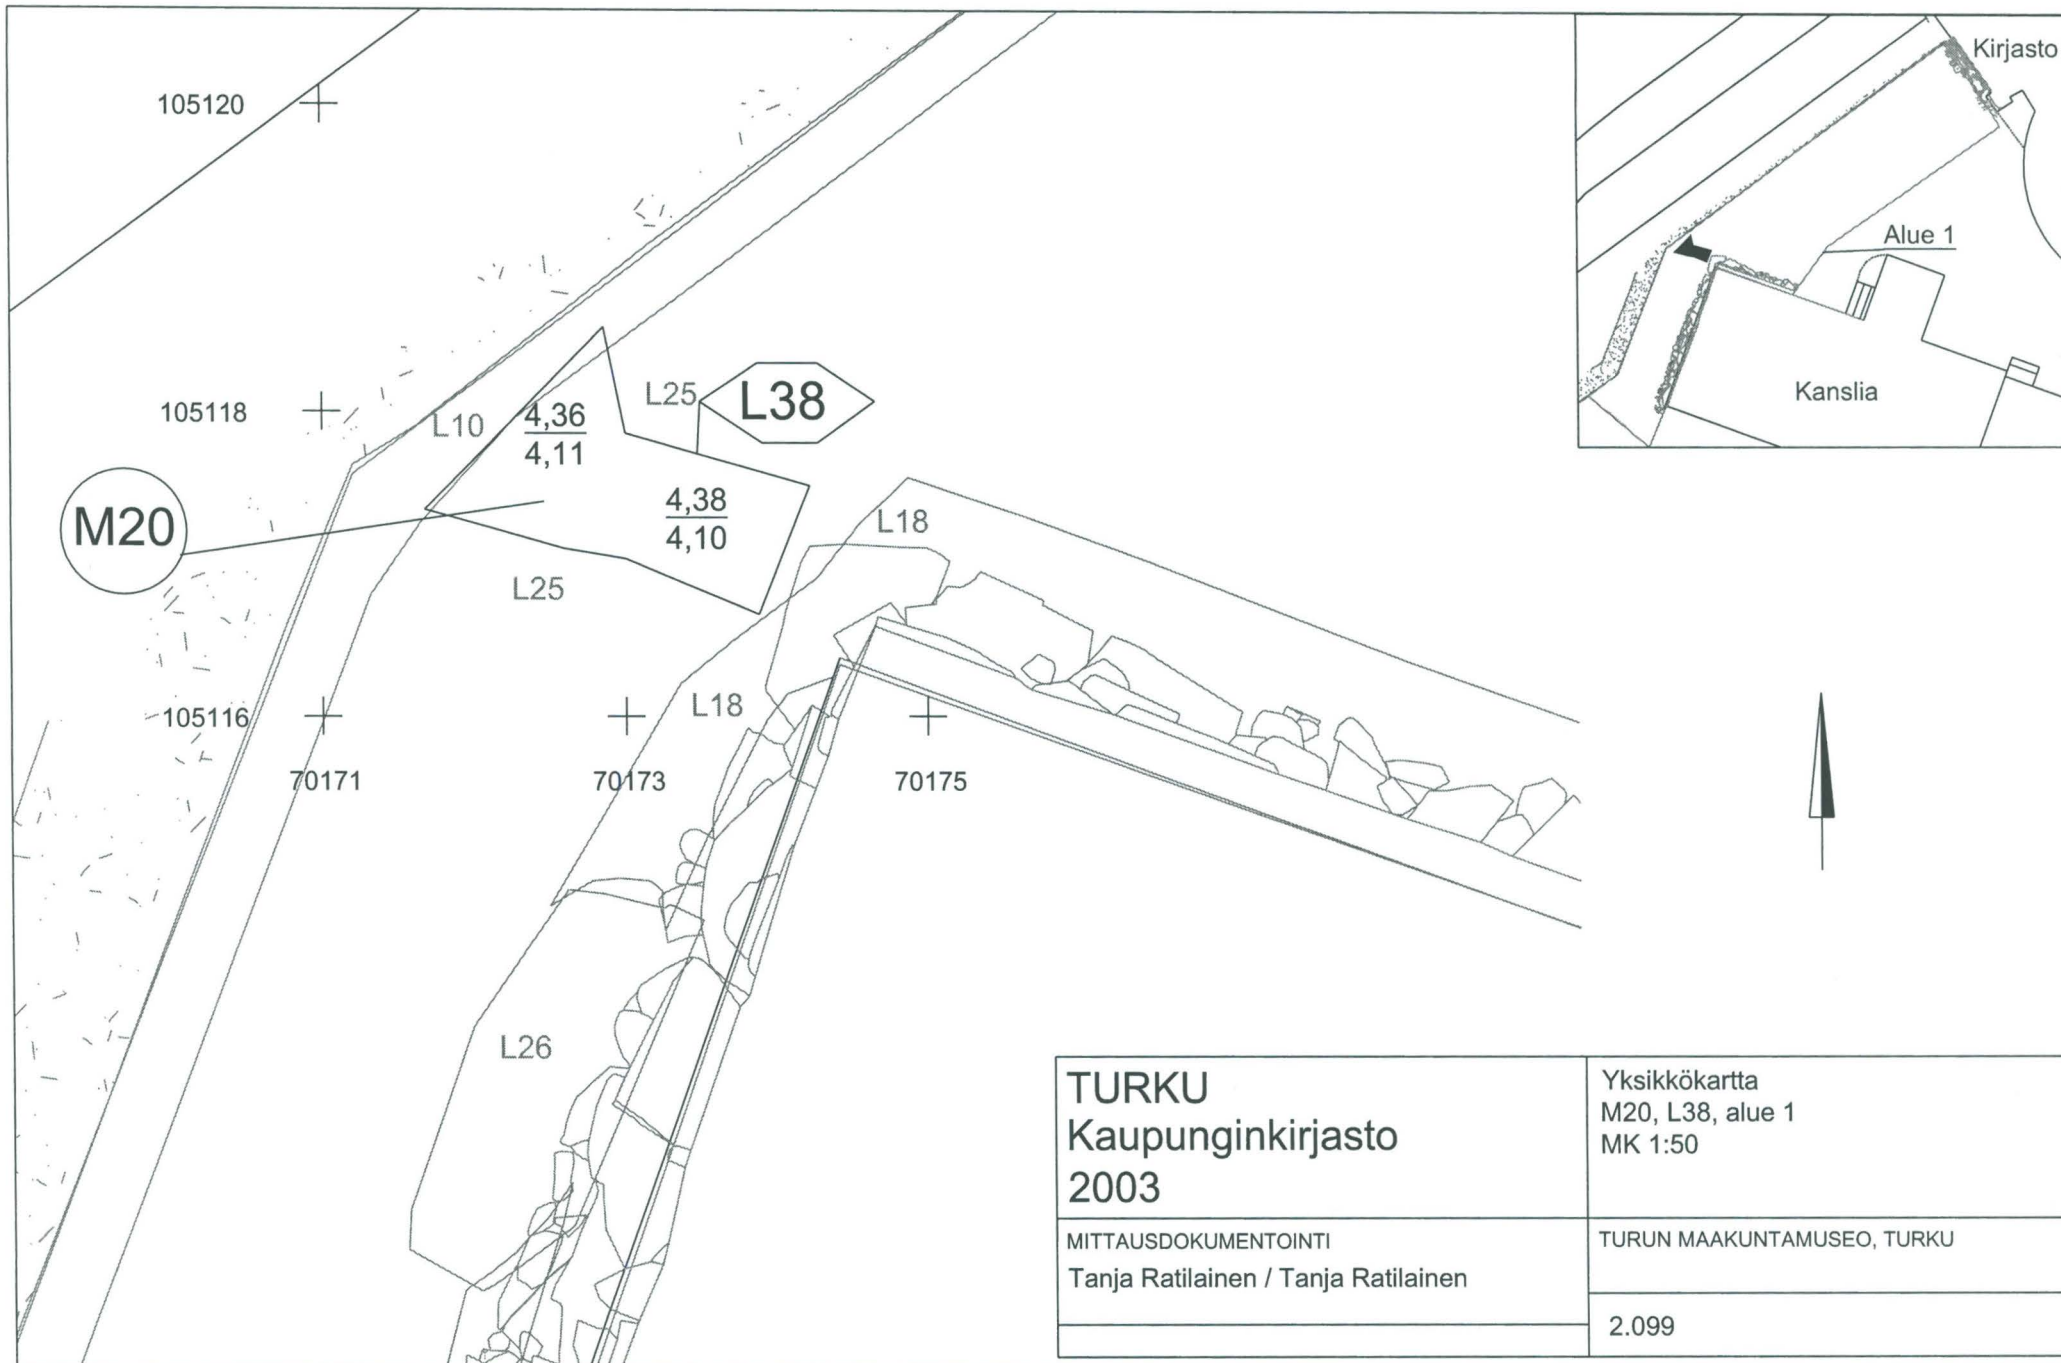 105120
Kirjasto
Alue 1
Kanslia
L25
L38
105118
L10
4,36
4,11
4,38
4,10
M20
L18
L25
L18
105116
70171
70173
70175
L26
TURKU
Kaupunginkirjasto
2003
Yksikkökartta
M20, L38, alue 1
MK 1:50
MITTAUSDOKUMENTOINTI
Tanja Ratilainen / Tanja Ratilainen
TURUN MAAKUNTAMUSEO, TURKU
2.099